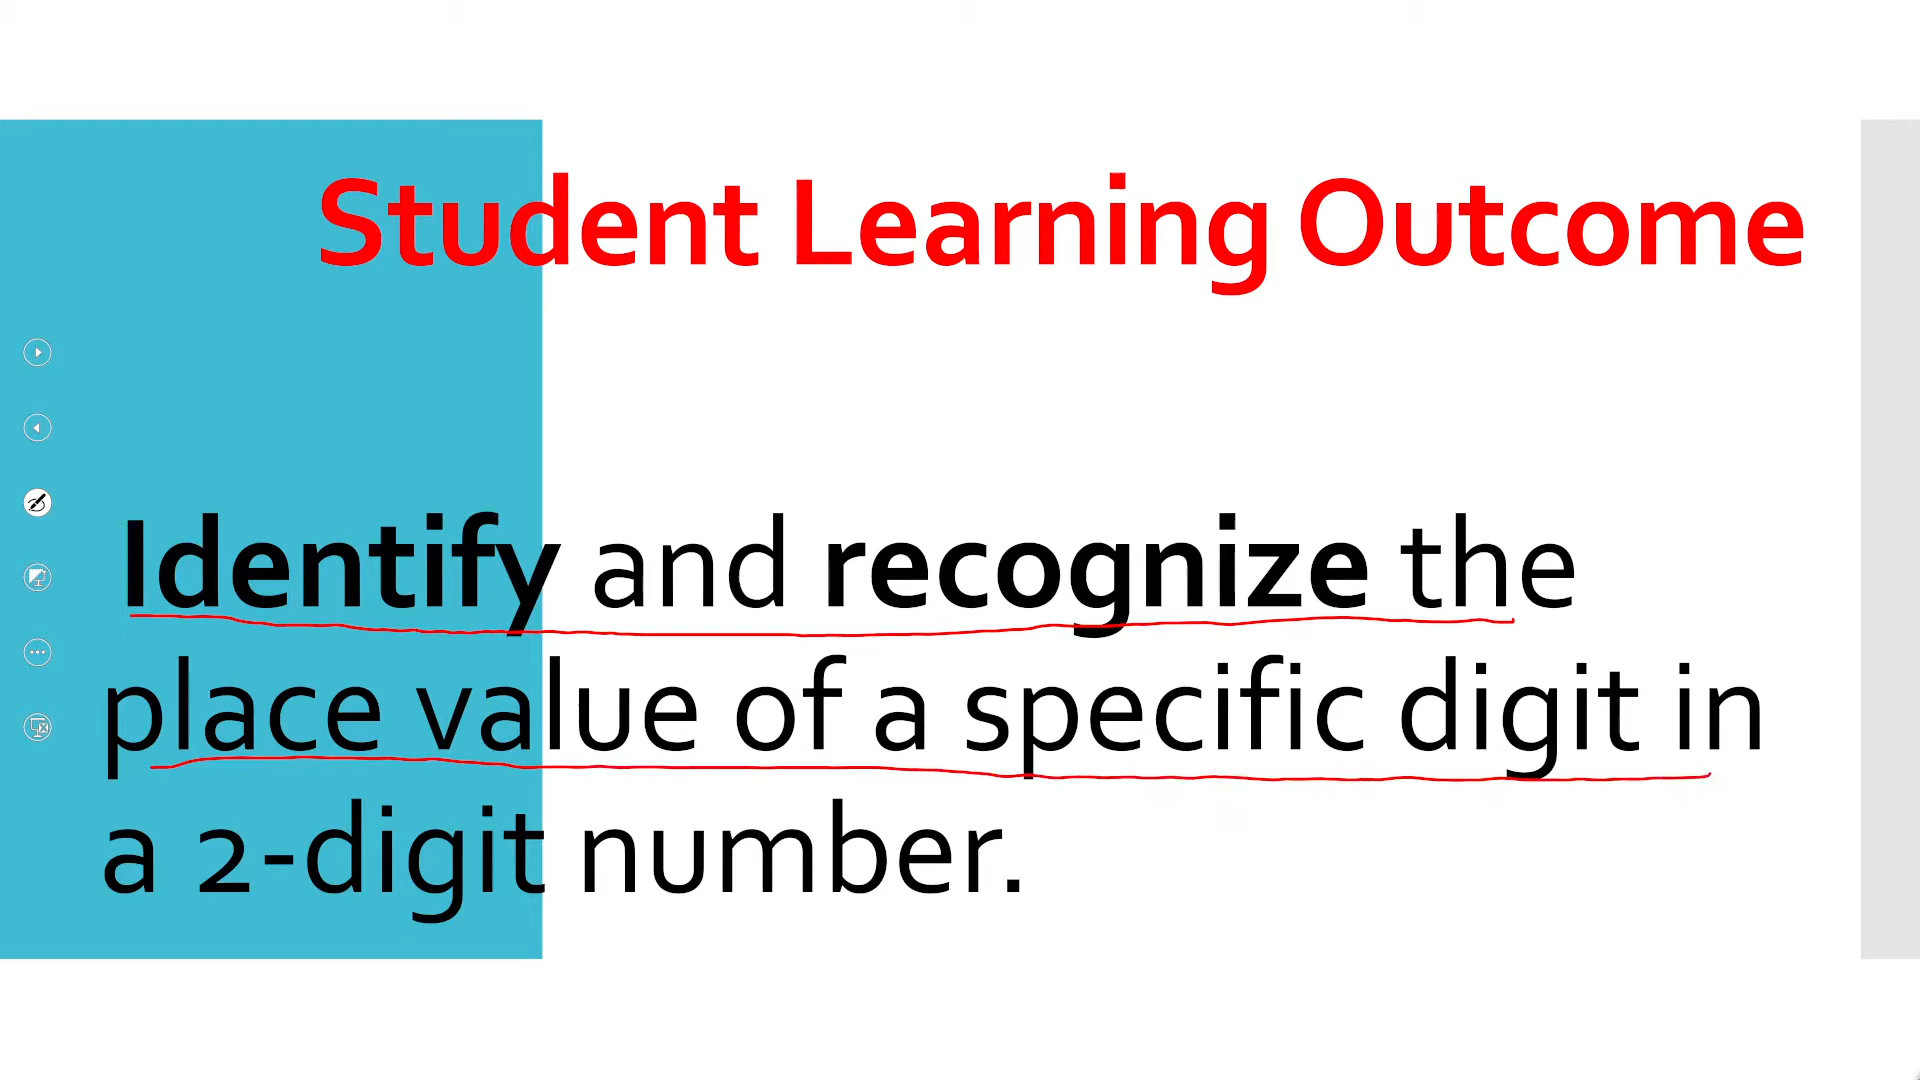 Student Learning Outcome
Identify and recognize the
place value of a specific digit in
a 2-digit number.